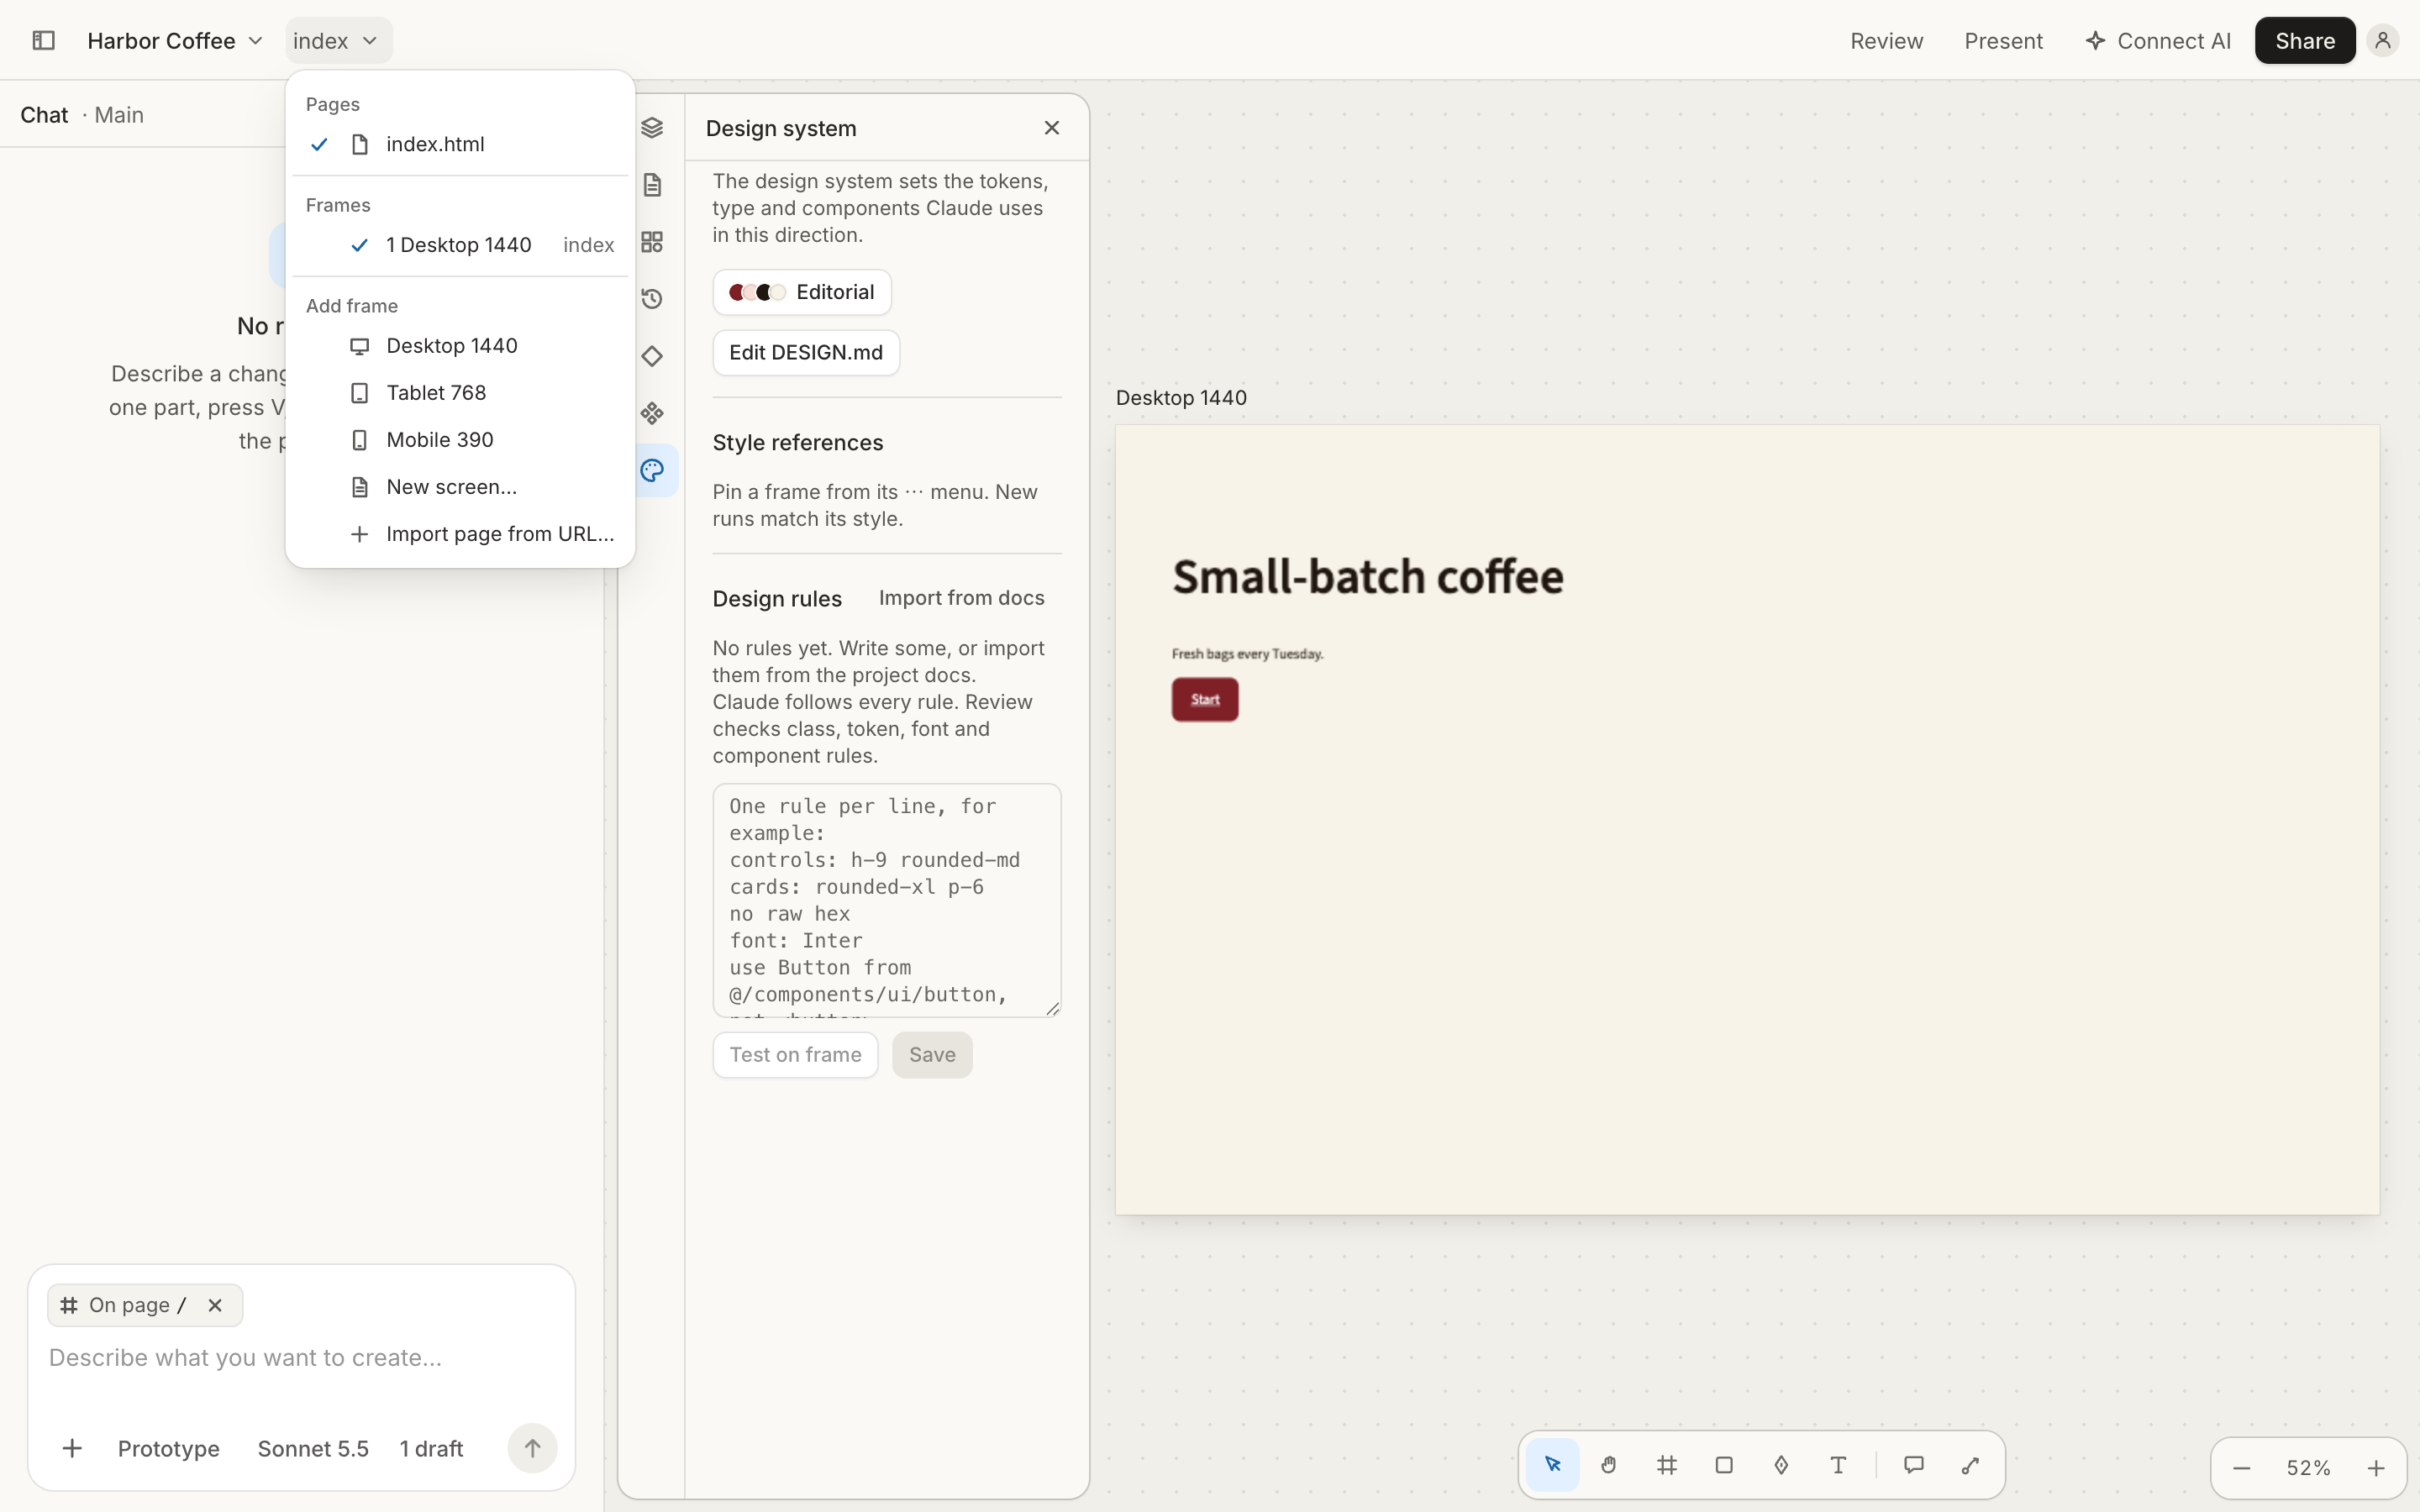 Harbor Coffee
index
Review
Present
Connect AI
Share
Chat · Main
Pages
index.html
Frames
1 Desktop 1440 index
Add frame
Desktop 1440
Tablet 768
Mobile 390
New screen...
Import page from URL...
No r
Describe a chang
one part, press V
the p
On page /
Describe what you want to create...
Prototype
Sonnet 5.5
1 draft
Design system
The design system sets the tokens,
type and components Claude uses
in this direction.
Editorial
Edit DESIGN.md
Style references
Pin a frame from its ··· menu. New
runs match its style.
Design rules
Import from docs
No rules yet. Write some, or import
them from the project docs.
Claude follows every rule. Review
checks class, token, font and
component rules.
One rule per line, for
example:
controls: h-9 rounded-md
cards: rounded-xl p-6
no raw hex
font: Inter
use Button from
@/components/ui/button,
Test on frame
Save
Desktop 1440
Small-batch coffee
Fresh bags every Tuesday.
Start
52%